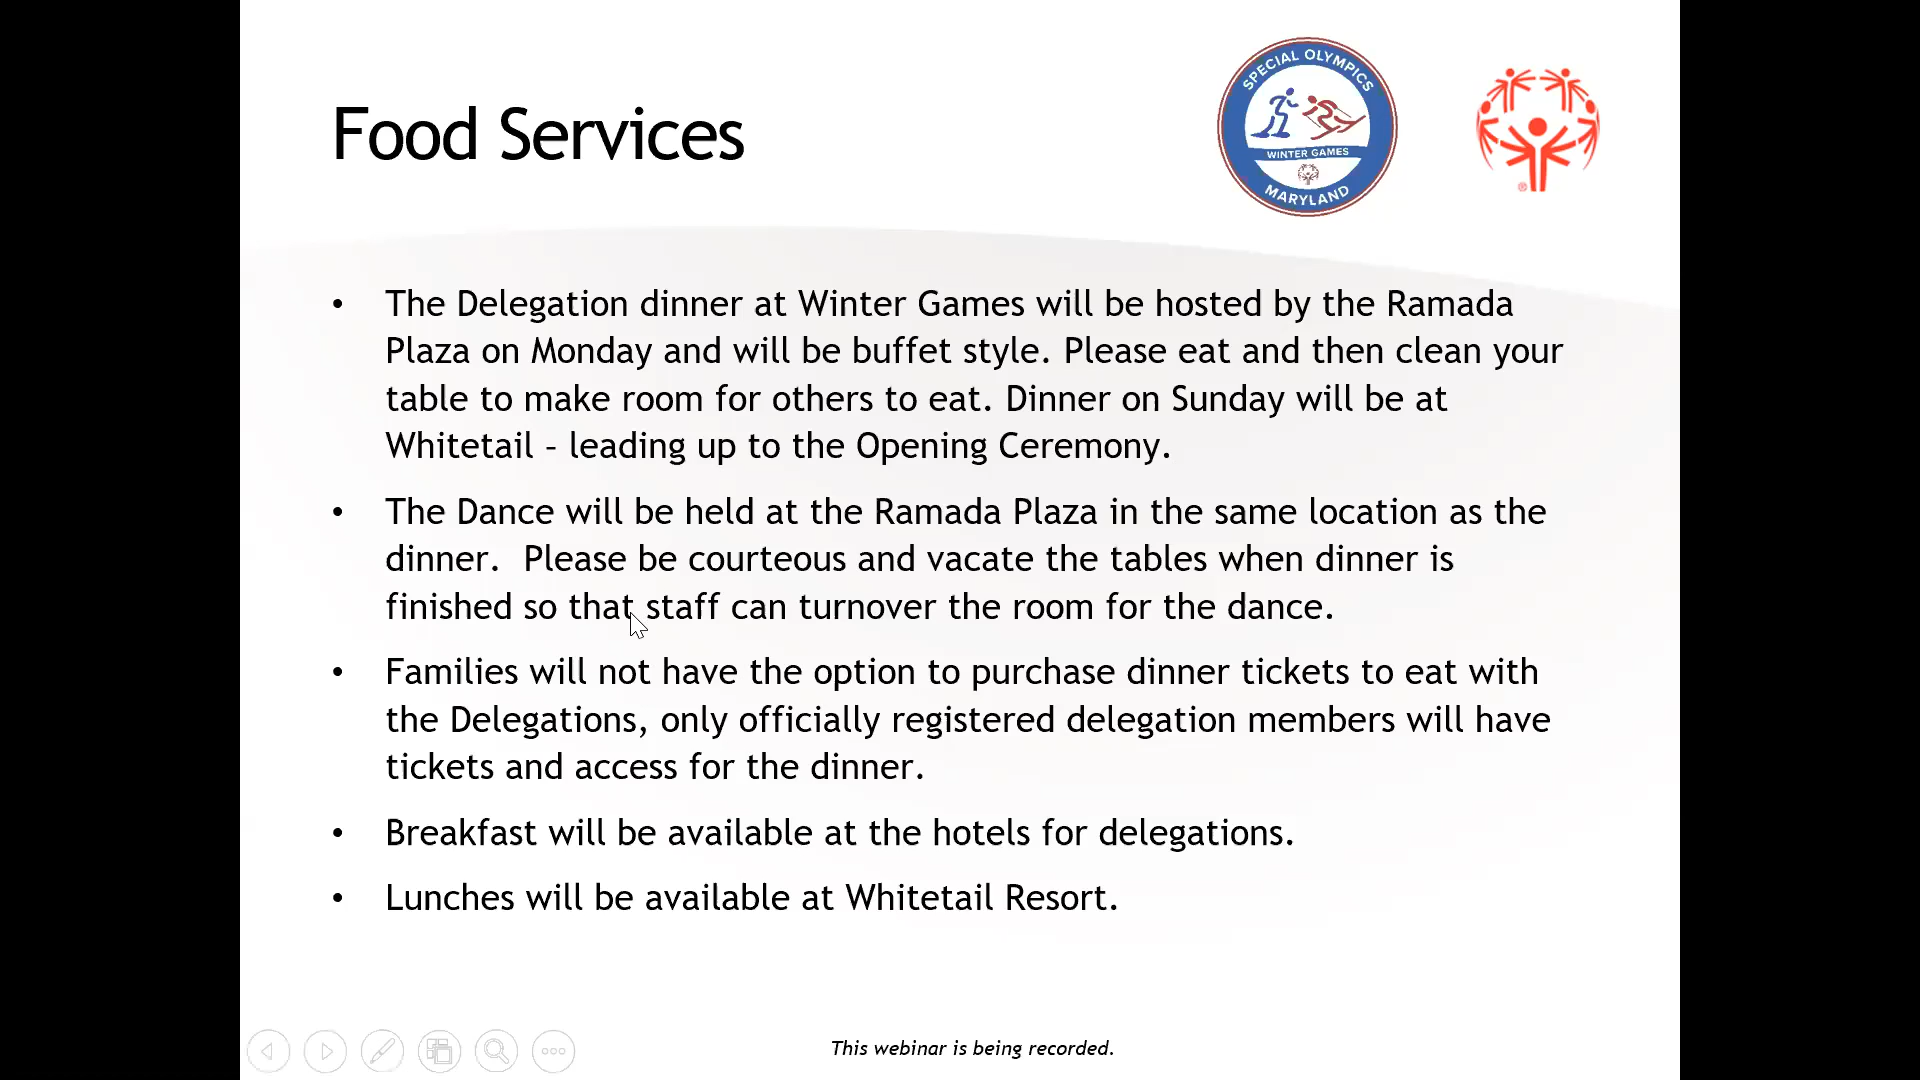 SPECIAL OLYMPICS
WINTER GAMES
MARYLAND
®
Food Services
• The Delegation dinner at Winter Games will be hosted by the Ramada
Plaza on Monday and will be buffet style. Please eat and then clean your
table to make room for others to eat. Dinner on Sunday will be at
Whitetail – leading up to the Opening Ceremony.
• The Dance will be held at the Ramada Plaza in the same location as the
dinner.  Please be courteous and vacate the tables when dinner is
finished so that staff can turnover the room for the dance.
• Families will not have the option to purchase dinner tickets to eat with
the Delegations, only officially registered delegation members will have
tickets and access for the dinner.
• Breakfast will be available at the hotels for delegations.
• Lunches will be available at Whitetail Resort.
This webinar is being recorded.